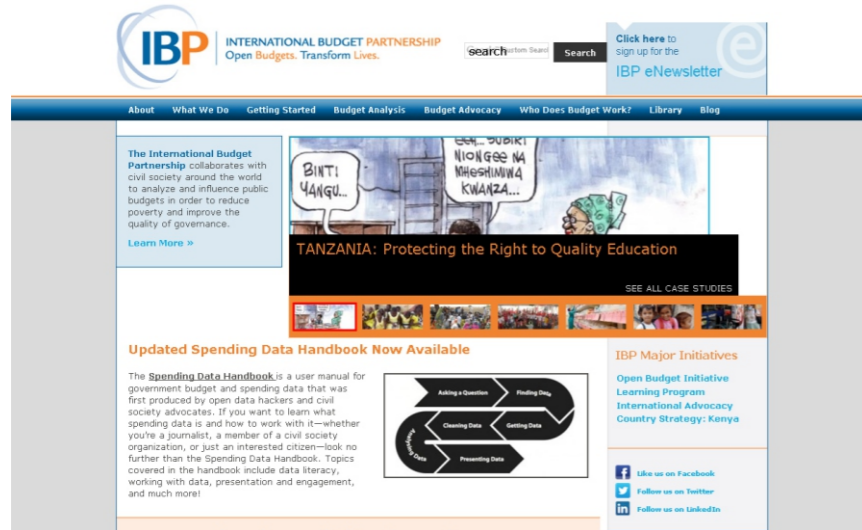 IBP
INTERNATIONAL BUDGET PARTNERSHIP
Open Budgets. Transform Lives.
search
Search
Click here to
sign up for the
IBP eNewsletter
e
About What We Do Getting Started Budget Analysis Budget Advocacy Who Does Budget Work? Library Blog
The International Budget
Partnership collaborates with
civil society around the world
to analyze and influence public
budgets in order to reduce
poverty and improve the
quality of governance.
Learn More »
BINTI
YANGU...
SUBIRI
NIONGEE NA
MHESHIMIWA
KWANZA...
TANZANIA: Protecting the Right to Quality Education
SEE ALL CASE STUDIES
Updated Spending Data Handbook Now Available
The Spending Data Handbook is a user manual for
government budget and spending data that was
first produced by open data hackers and civil
society advocates. If you want to learn what
spending data is and how to work with it—whether
you're a journalist, a member of a civil society
organization, or just an interested citizen—look no
further than the Spending Data Handbook. Topics
covered in the handbook include data literacy,
working with data, presentation and engagement,
and much more!
Asking a Question Finding Data
Cleaning Data Getting Data
Analysing Data
Presenting Data
IBP Major Initiatives
Open Budget Initiative
Learning Program
International Advocacy
Country Strategy: Kenya
Like us on Facebook
Follow us on Twitter
Follow us on LinkedIn